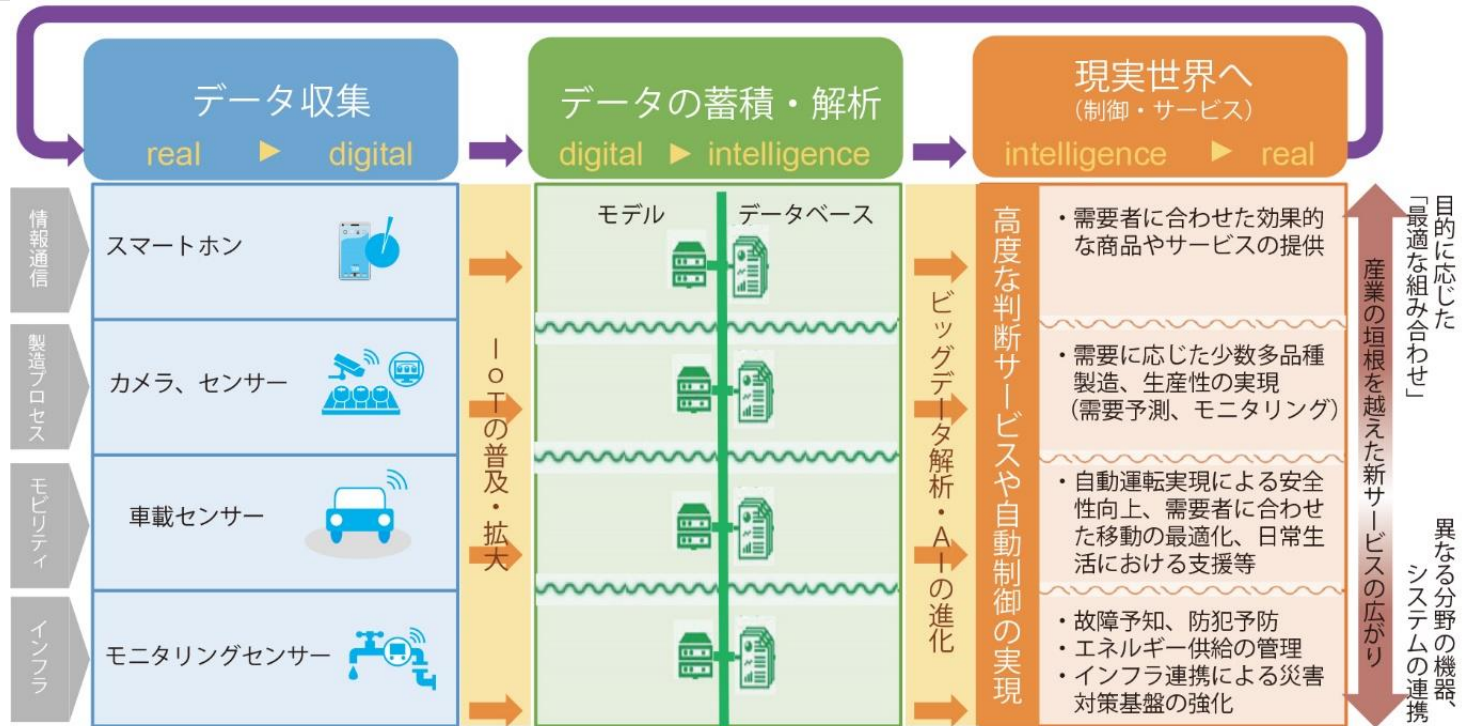 データ収集
real ▶ digital
データの蓄積・解析
digital ▶ intelligence
現実世界へ
(制御・サービス)
intelligence ▶ real
情報通信
スマートホン
製造プロセス
カメラ、センサー
モビリティ
車載センサー
インフラ
モニタリングセンサー
IoTの普及・拡大
モデル
データベース
ビッグデータ解析・AIの進化
高度な判断サービスや自動制御の実現
・需要者に合わせた効果的
な商品やサービスの提供
・需要に応じた少数多品種
製造、生産性の実現
(需要予測、モニタリング)
・自動運転実現による安全
性向上、需要者に合わせ
た移動の最適化、日常生
活における支援等
・故障予知、防犯予防
・エネルギー供給の管理
・インフラ連携による災害
対策基盤の強化
産業の垣根を越えた新サービスの広がり
目的に応じた
「最適な組み合わせ」
異なる分野の機器、
システムの連携